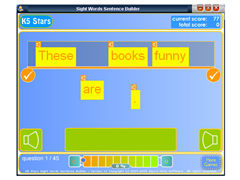 Sight Words Sentence Builder
K5 Stars
current score: 77
total score: 0
These books funny
are
.
question 1 / 45
More
Games